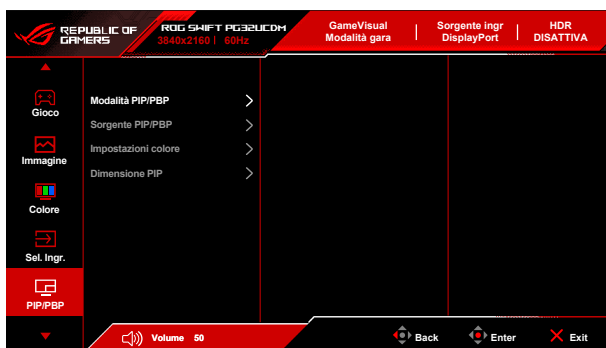 REPUBLIC OF
GAMERS
ROG SWIFT PG32UCDM
3840x2160 | 60Hz
GameVisual
Modalità gara
Sorgente ingr
DisplayPort
HDR
DISATTIVA
Gioco
Immagine
Colore
Sel. Ingr.
PIP/PBP
Modalità PIP/PBP
Sorgente PIP/PBP
Impostazioni colore
Dimensione PIP
Volume 50
Back
Enter
Exit